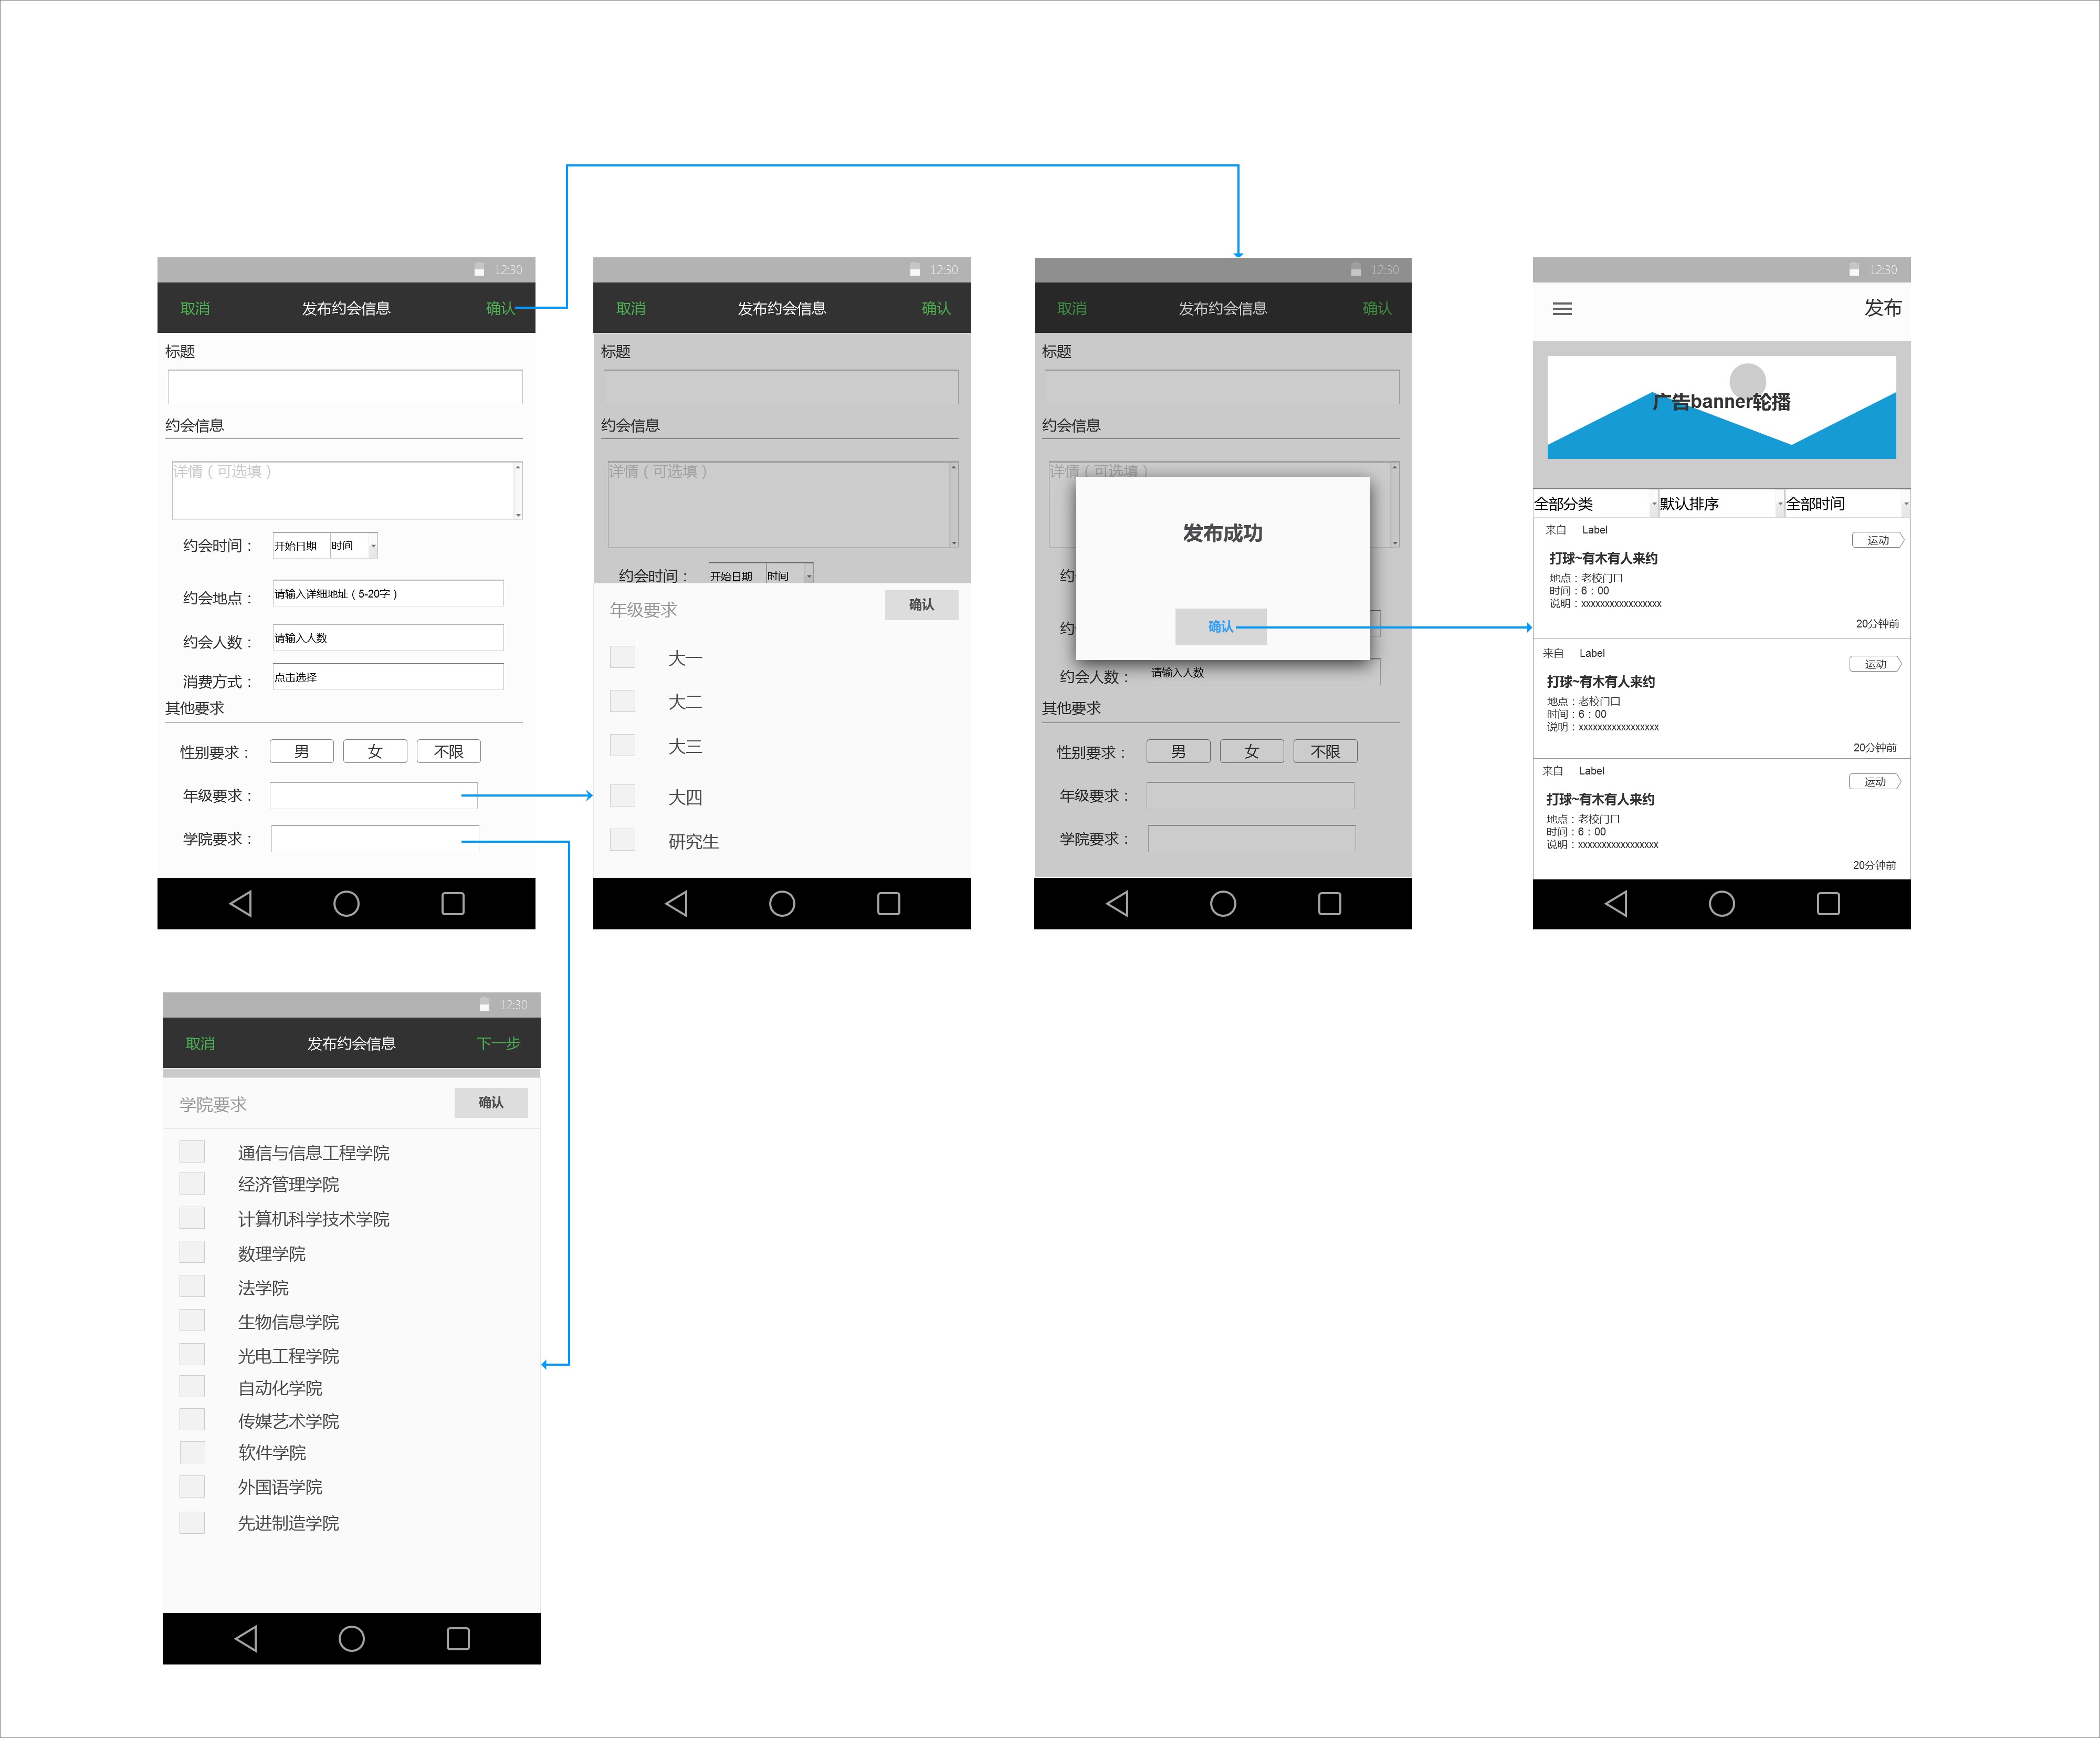 12:30
取消 发布约会信息 确认
标题
约会信息
详情（可选填）
约会时间： 开始日期 时间
约会地点： 请输入详细地址（5-20字）
约会人数： 请输入人数
消费方式： 点击选择
其他要求
性别要求： 男 女 不限
年级要求：
学院要求：
12:30
取消 发布约会信息 确认
标题
约会信息
详情（可选填）
约会时间： 开始日期 时间
年级要求 确认
大一
大二
大三
大四
研究生
12:30
取消 发布约会信息 确认
标题
约会信息
详情（可选填）
发布成功
约
约
确认
约会人数： 请输入人数
其他要求
性别要求： 男 女 不限
年级要求：
学院要求：
12:30
发布
广告banner轮播
全部分类 默认排序 全部时间
来自 Label
运动
打球~有木有人来约
地点：老校门口
时间：6：00
说明：xxxxxxxxxxxxxxxxx
20分钟前
来自 Label
运动
打球~有木有人来约
地点：老校门口
时间：6：00
说明：xxxxxxxxxxxxxxxxx
20分钟前
来自 Label
运动
打球~有木有人来约
地点：老校门口
时间：6：00
说明：xxxxxxxxxxxxxxxxx
20分钟前
12:30
取消 发布约会信息 下一步
学院要求 确认
通信与信息工程学院
经济管理学院
计算机科学技术学院
数理学院
法学院
生物信息学院
光电工程学院
自动化学院
传媒艺术学院
软件学院
外国语学院
先进制造学院